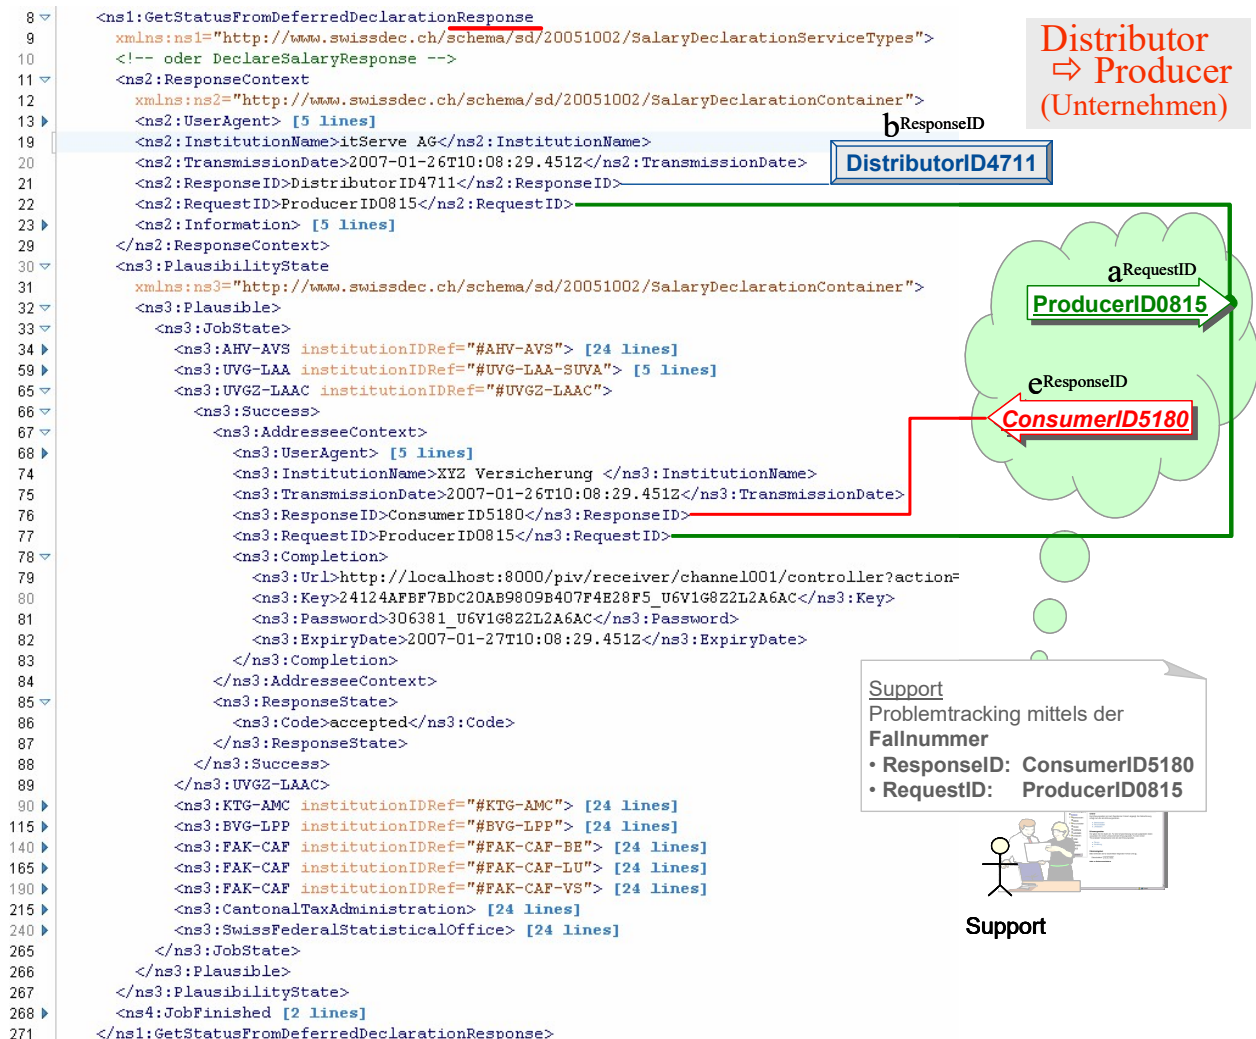 8 <ns1:GetStatusFromDeferredDeclarationResponse
9 xmlns:ns1="http://www.swissdec.ch/schema/sd/20051002/SalaryDeclarationServiceTypes">
10 <!-- oder DeclareSalaryResponse -->
11 <ns2:ResponseContext
12 xmlns:ns2="http://www.swissdec.ch/schema/sd/20051002/SalaryDeclarationContainer">
13 <ns2:UserAgent> [5 lines]
19 <ns2:InstitutionName>itServe AG</ns2:InstitutionName>
20 <ns2:TransmissionDate>2007-01-26T10:08:29.451Z</ns2:TransmissionDate>
21 <ns2:ResponseID>DistributorID4711</ns2:ResponseID>
22 <ns2:RequestID>ProducerID0815</ns2:RequestID>
23 <ns2:Information> [5 lines]
29 </ns2:ResponseContext>
30 <ns3:PlausibilityState
31 xmlns:ns3="http://www.swissdec.ch/schema/sd/20051002/SalaryDeclarationContainer">
32 <ns3:Plausible>
33 <ns3:JobState>
34 <ns3:AHV-AVS institutionIDRef="#AHV-AVS"> [24 lines]
59 <ns3:UVG-LAA institutionIDRef="#UVG-LAA-SUVA"> [5 lines]
65 <ns3:UVGZ-LAAC institutionIDRef="#UVGZ-LAAC">
66 <ns3:Success>
67 <ns3:AddresseeContext>
68 <ns3:UserAgent> [5 lines]
74 <ns3:InstitutionName>XYZ Versicherung </ns3:InstitutionName>
75 <ns3:TransmissionDate>2007-01-26T10:08:29.451Z</ns3:TransmissionDate>
76 <ns3:ResponseID>ConsumerID5180</ns3:ResponseID>
77 <ns3:RequestID>ProducerID0815</ns3:RequestID>
78 <ns3:Completion>
79 <ns3:Url>http://localhost:8000/piv/receiver/channel001/controller?action=
80 <ns3:Key>24124AFBF7BDC20AB9809B407F4E28F5_U6V1G8Z2L2A6AC</ns3:Key>
81 <ns3:Password>306381_U6V1G8Z2L2A6AC</ns3:Password>
82 <ns3:ExpiryDate>2007-01-27T10:08:29.451Z</ns3:ExpiryDate>
83 </ns3:Completion>
84 </ns3:AddresseeContext>
85 <ns3:ResponseState>
86 <ns3:Code>accepted</ns3:Code>
87 </ns3:ResponseState>
88 </ns3:Success>
89 </ns3:UVGZ-LAAC>
90 <ns3:KTG-AMC institutionIDRef="#KTG-AMC"> [24 lines]
115 <ns3:BVG-LPP institutionIDRef="#BVG-LPP"> [24 lines]
140 <ns3:FAK-CAF institutionIDRef="#FAK-CAF-BE"> [24 lines]
165 <ns3:FAK-CAF institutionIDRef="#FAK-CAF-LU"> [24 lines]
190 <ns3:FAK-CAF institutionIDRef="#FAK-CAF-VS"> [24 lines]
215 <ns3:CantonalTaxAdministration> [24 lines]
240 <ns3:SwissFederalStatisticalOffice> [24 lines]
265 </ns3:JobState>
266 </ns3:Plausible>
267 </ns3:PlausibilityState>
268 <ns4:JobFinished [2 lines]
271 </ns1:GetStatusFromDeferredDeclarationResponse>
Distributor
⇨ Producer
(Unternehmen)
bResponseID
DistributorID4711
aRequestID
ProducerID0815
eResponseID
ConsumerID5180
Support
Problemtracking mittels der
Fallnummer
• ResponseID: ConsumerID5180
• RequestID: ProducerID0815
Support